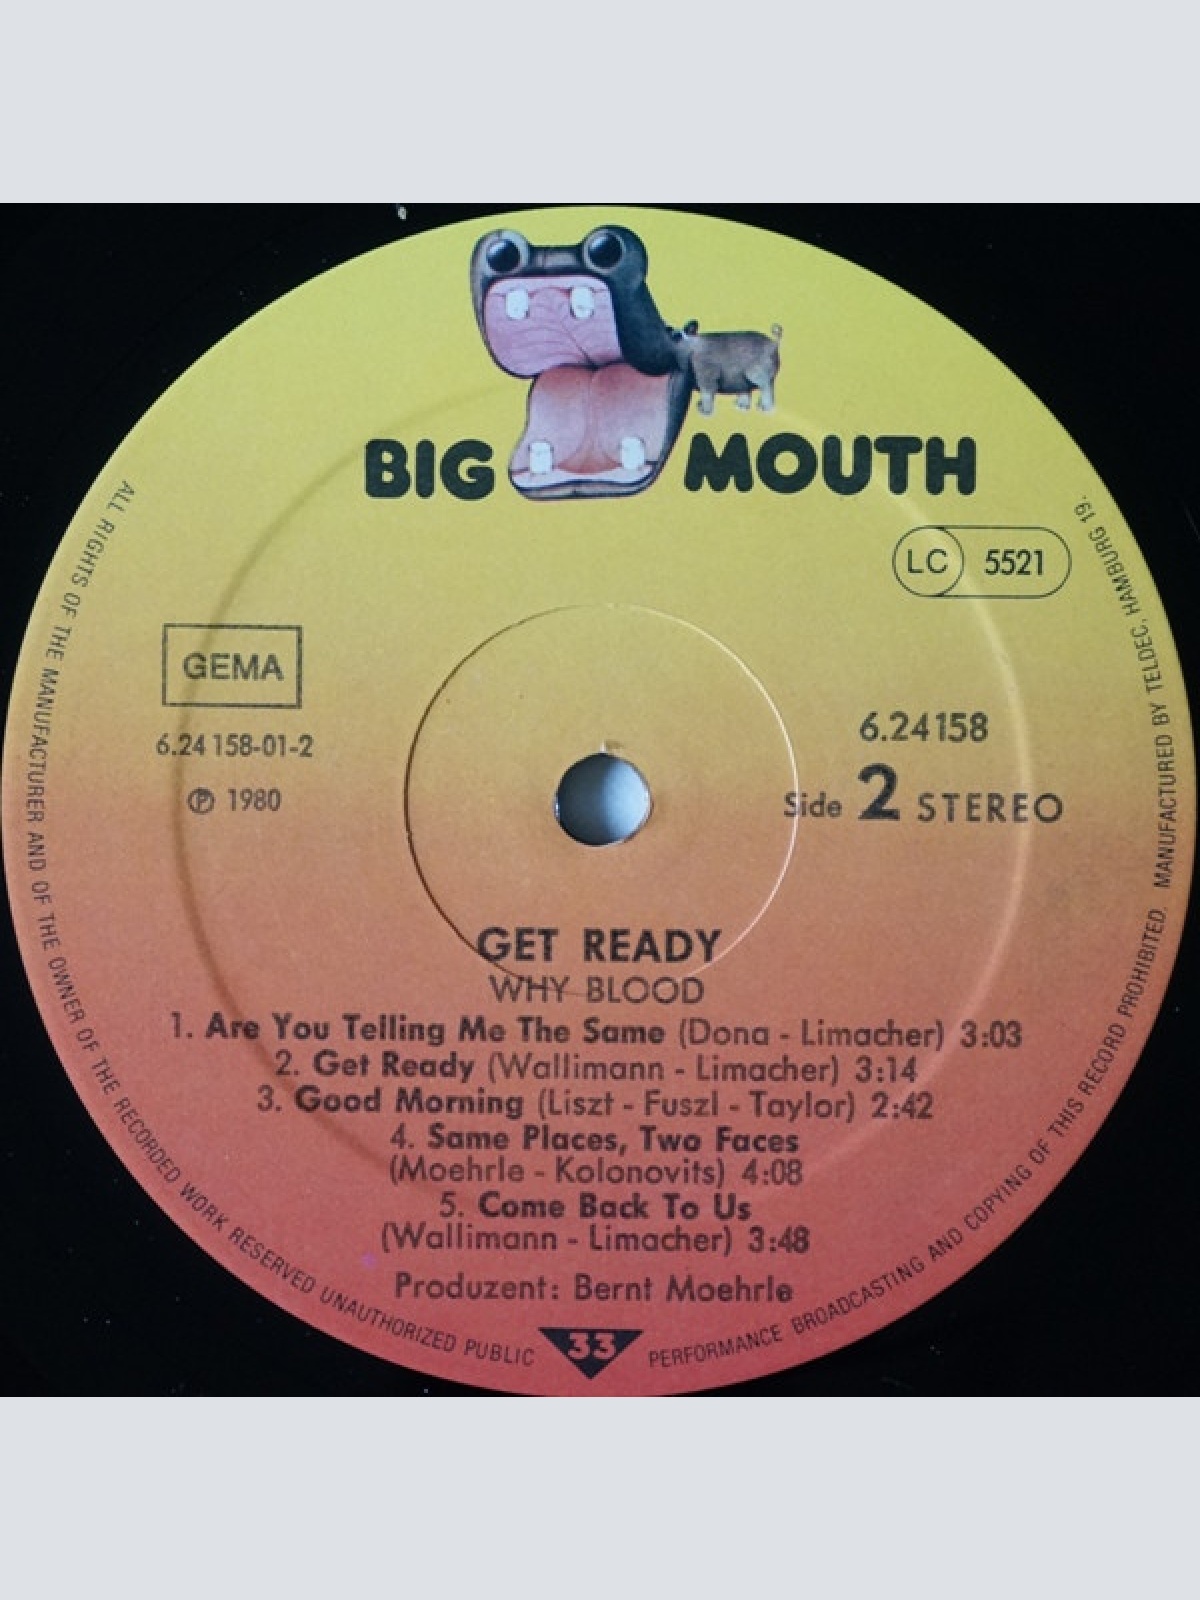 BIG MOUTH
LC 5521
GEMA
6.24 158-01-2
℗ 1980
6.24158
Side 2 STEREO
GET READY
WHY BLOOD
1. Are You Telling Me The Same (Dona - Limacher) 3:03
2. Get Ready (Wallimann - Limacher) 3:14
3. Good Morning (Liszt - Fuszl - Taylor) 2:42
4. Same Places, Two Faces
(Moehrle - Kolonovits) 4:08
5. Come Back To Us
(Wallimann - Limacher) 3:48
Produzent: Bernt Moehrle
33
ALL RIGHTS OF THE MANUFACTURER AND OF THE OWNER OF THE RECORDED WORK RESERVED UNAUTHORIZED PUBLIC PERFORMANCE BROADCASTING AND COPYING OF THIS RECORD PROHIBITED. MANUFACTURED BY TELDEC, HAMBURG 19.